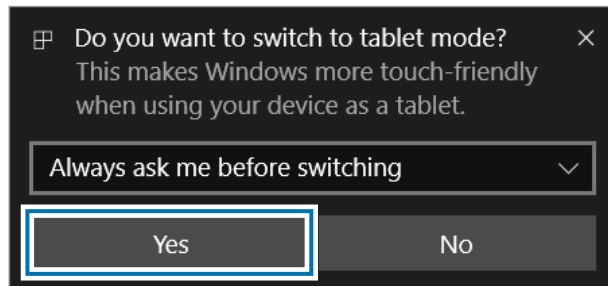 Do you want to switch to tablet mode?
This makes Windows more touch-friendly
when using your device as a tablet.
Always ask me before switching
Yes
No